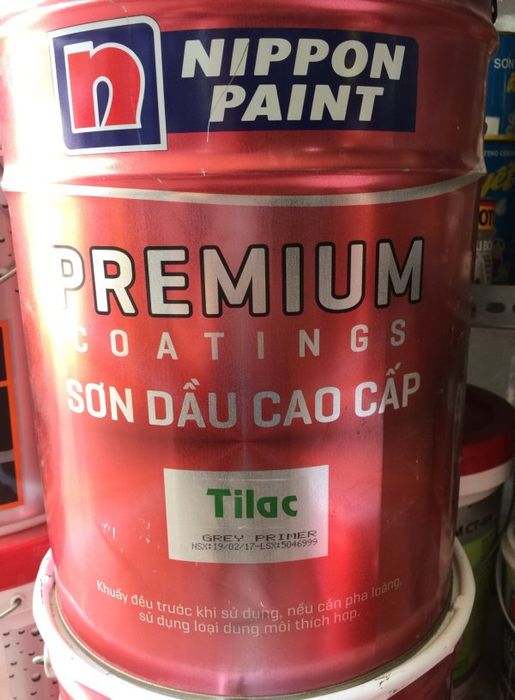 n NIPPON
PAINT
PREMIUM
COATINGS
SƠN DẦU CAO CẤP
Tilac
GREY PRIMER
NSX:19/02/17-LSX:5046999
Khuấy đều trước khi sử dụng, nếu cần pha loãng,
sử dụng loại dung môi thích hợp.
SƠN